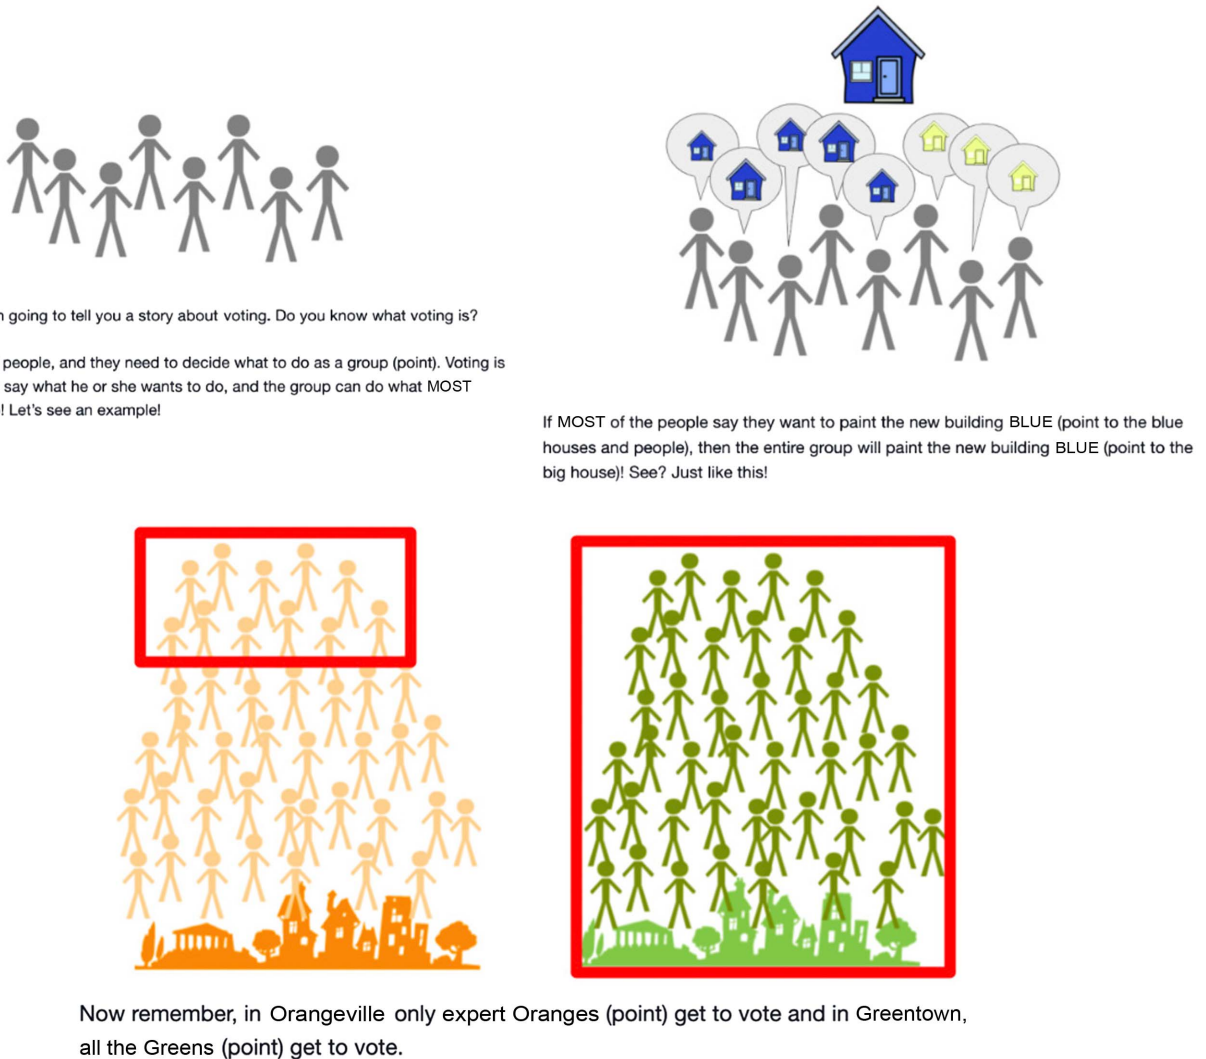 going to tell you a story about voting. Do you know what voting is?
people, and they need to decide what to do as a group (point). Voting is
say what he or she wants to do, and the group can do what MOST
! Let's see an example!
If MOST of the people say they want to paint the new building BLUE (point to the blue
houses and people), then the entire group will paint the new building BLUE (point to the
big house)! See? Just like this!
Now remember, in Orangeville only expert Oranges (point) get to vote and in Greentown,
all the Greens (point) get to vote.